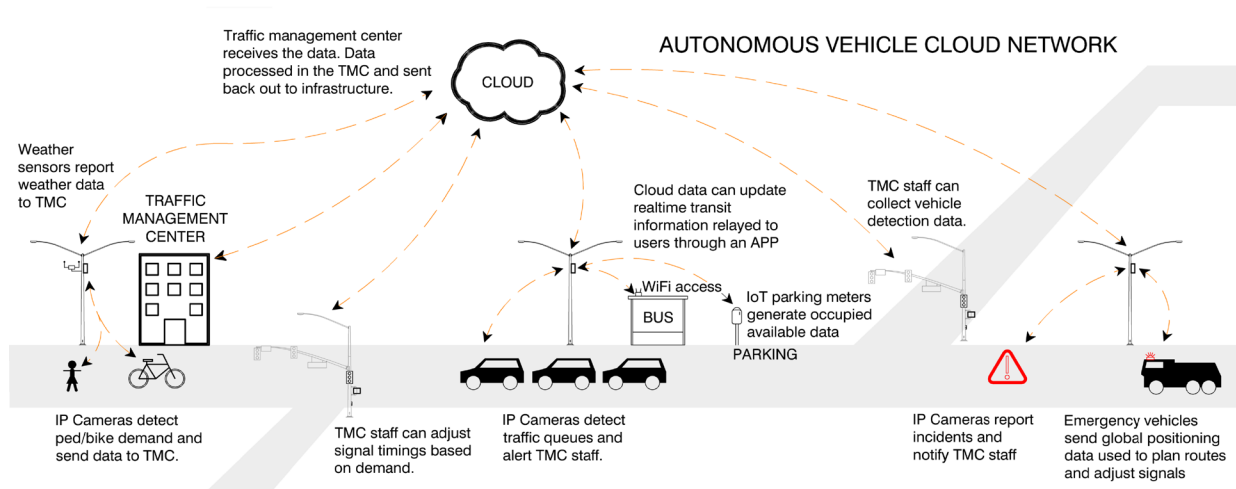 AUTONOMOUS VEHICLE CLOUD NETWORK
Traffic management center
receives the data. Data
processed in the TMC and sent
back out to infrastructure.
CLOUD
Weather
sensors report
weather data
to TMC
TRAFFIC
MANAGEMENT
CENTER
Cloud data can update
realtime transit
information relayed to
users through an APP
TMC staff can
collect vehicle
detection data.
WiFi access
BUS
IoT parking meters
generate occupied
available data
PARKING
IP Cameras detect
ped/bike demand and
send data to TMC.
TMC staff can adjust
signal timings based
on demand.
IP Cameras detect
traffic queues and
alert TMC staff.
IP Cameras report
incidents and
notify TMC staff
Emergency vehicles
send global positioning
data used to plan routes
and adjust signals